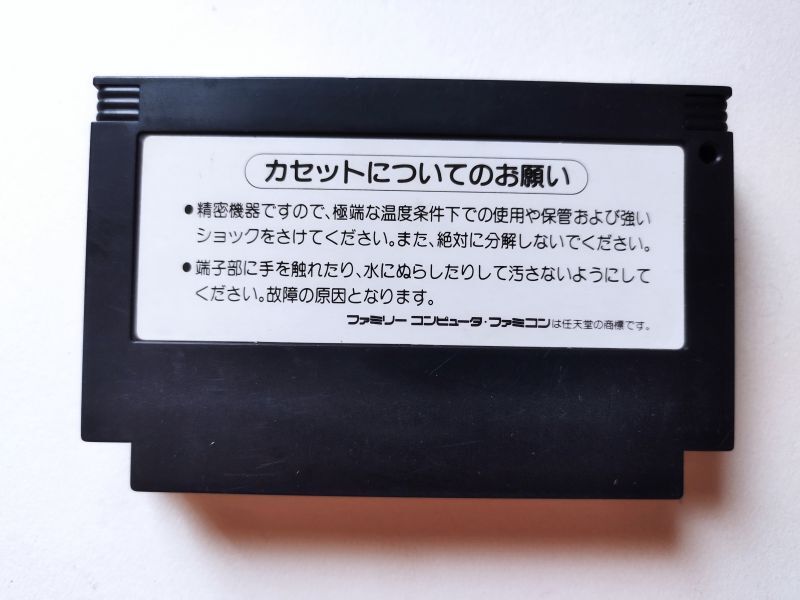 カセットについてのお願い
●精密機器ですので、極端な温度条件下での使用や保管および強い
ショックをさけてください。また、絶対に分解しないでください。
●端子部に手を触れたり、水にぬらしたりして汚さないようにして
ください。故障の原因となります。
ファミリー コンピュータ・ファミコンは任天堂の商標です。